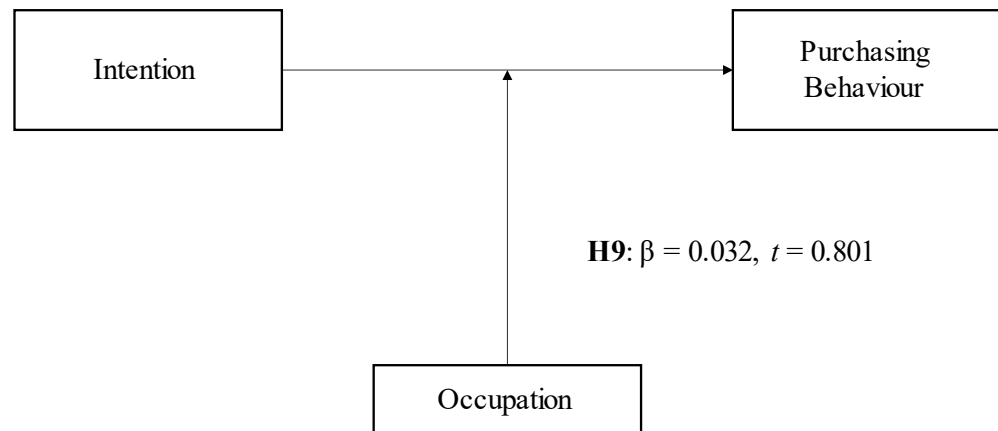 Intention
Purchasing
Behaviour
H9: β = 0.032, t = 0.801
Occupation